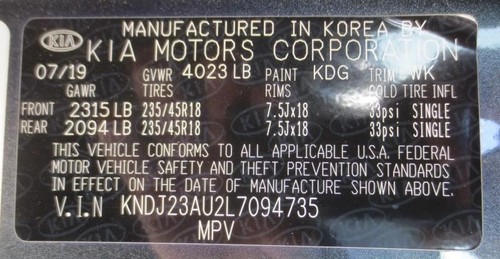 MANUFACTURED IN KOREA BY
KIA KIA MOTORS CORPORATION
07/19 GVWR 4023 LB PAINT KDG TRIM WK
GAWR TIRES RIMS COLD TIRE INFL
FRONT 2315 LB 235/45R18 7.5Jx18 33psi SINGLE
REAR 2094 LB 235/45R18 7.5Jx18 33psi SINGLE
THIS VEHICLE CONFORMS TO ALL APPLICABLE U.S.A. FEDERAL
MOTOR VEHICLE SAFETY AND THEFT PREVENTION STANDARDS
IN EFFECT ON THE DATE OF MANUFACTURE SHOWN ABOVE.
V.I.N KNDJ23AU2L7094735
MPV